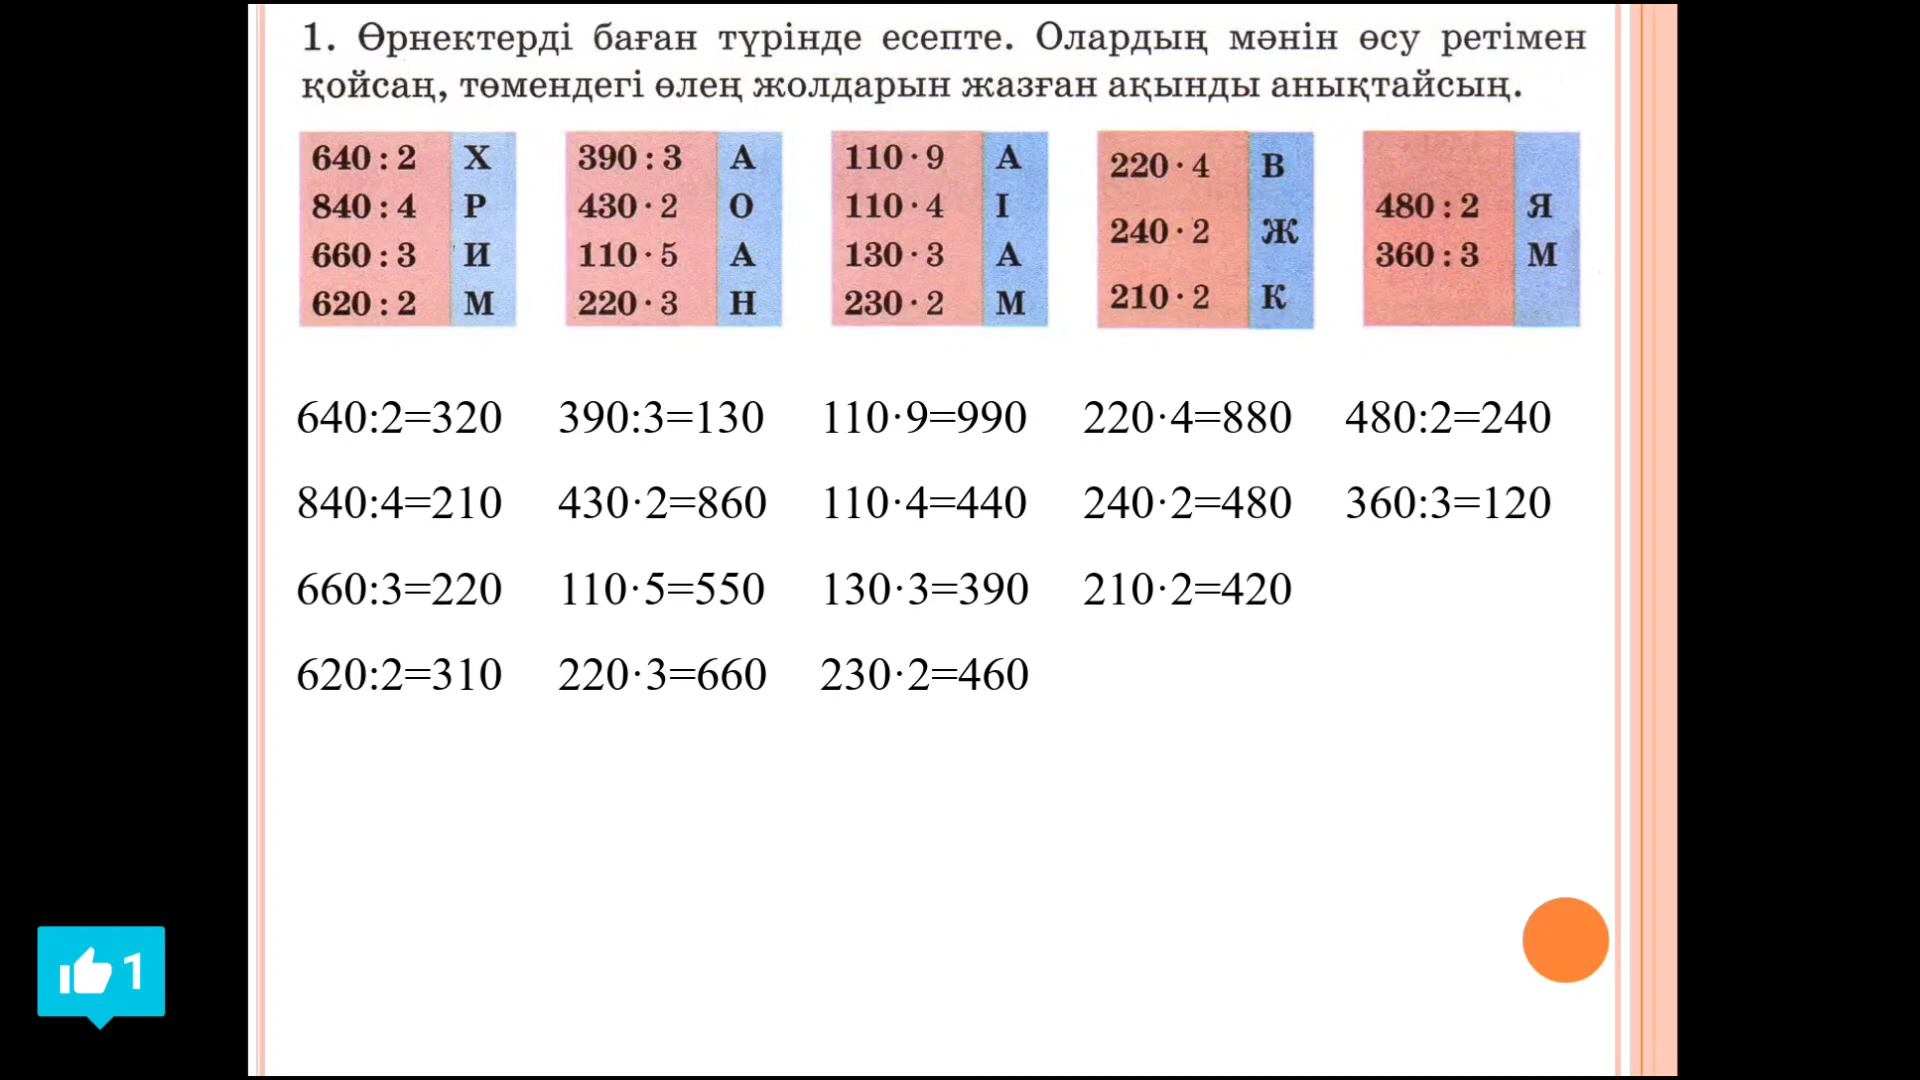 1. Өрнектерді баған түрінде есепте. Олардың мәнін өсу ретімен
қойсаң, төмендегі өлең жолдарын жазған ақынды анықтайсың.
640 : 2 Х
840 : 4 Р
660 : 3 И
620 : 2 М
390 : 3 А
430 · 2 О
110 · 5 А
220 · 3 Н
110 · 9 А
110 · 4 І
130 · 3 А
230 · 2 М
220 · 4 В
240 · 2 Ж
210 · 2 К
480 : 2 Я
360 : 3 М
640:2=320 390:3=130 110·9=990 220·4=880 480:2=240
840:4=210 430·2=860 110·4=440 240·2=480 360:3=120
660:3=220 110·5=550 130·3=390 210·2=420
620:2=310 220·3=660 230·2=460
1